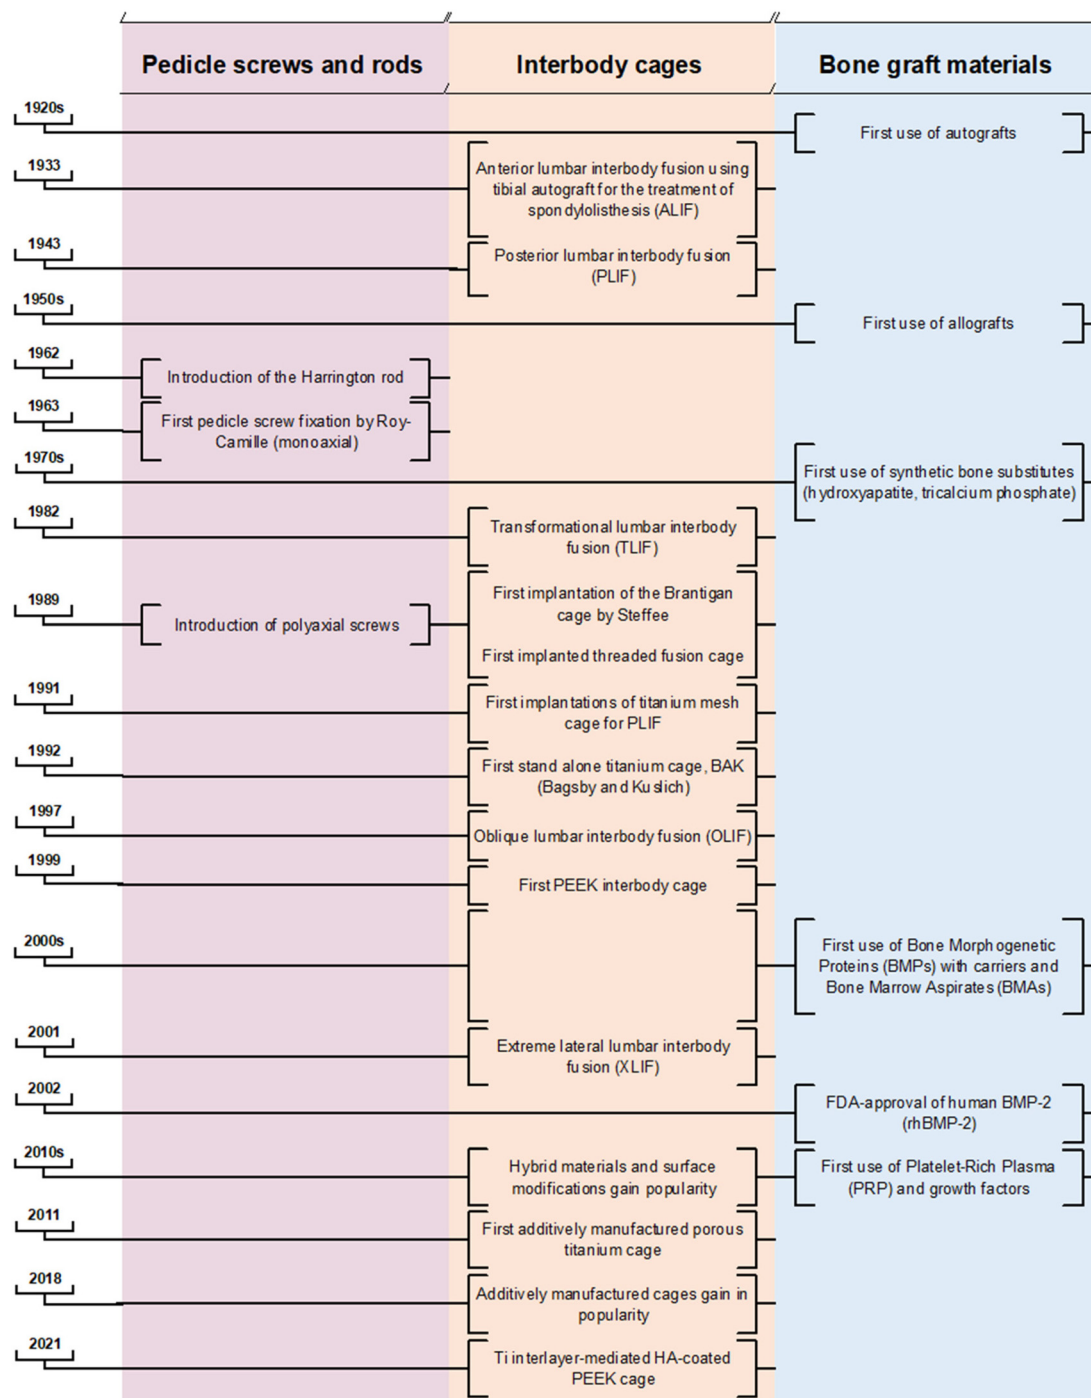 Pedicle screws and rods
Interbody cages
Bone graft materials
1920s
First use of autografts
1933
Anterior lumbar interbody fusion using
tibial autograft for the treatment of
spondylolisthesis (ALIF)
1943
Posterior lumbar interbody fusion
(PLIF)
1950s
First use of allografts
1962
Introduction of the Harrington rod
1963
First pedicle screw fixation by Roy-
Camille (monoaxial)
1970s
First use of synthetic bone substitutes
(hydroxyapatite, tricalcium phosphate)
1982
Transformational lumbar interbody
fusion (TLIF)
1989
Introduction of polyaxial screws
First implantation of the Brantigan
cage by Steffee
First implanted threaded fusion cage
1991
First implantations of titanium mesh
cage for PLIF
1992
First stand alone titanium cage, BAK
(Bagsby and Kuslich)
1997
Oblique lumbar interbody fusion (OLIF)
1999
First PEEK interbody cage
2000s
First use of Bone Morphogenetic
Proteins (BMPs) with carriers and
Bone Marrow Aspirates (BMAs)
2001
Extreme lateral lumbar interbody
fusion (XLIF)
2002
FDA-approval of human BMP-2
(rhBMP-2)
2010s
Hybrid materials and surface
modifications gain popularity
First use of Platelet-Rich Plasma
(PRP) and growth factors
2011
First additively manufactured porous
titanium cage
2018
Additively manufactured cages gain in
popularity
2021
Ti interlayer-mediated HA-coated
PEEK cage